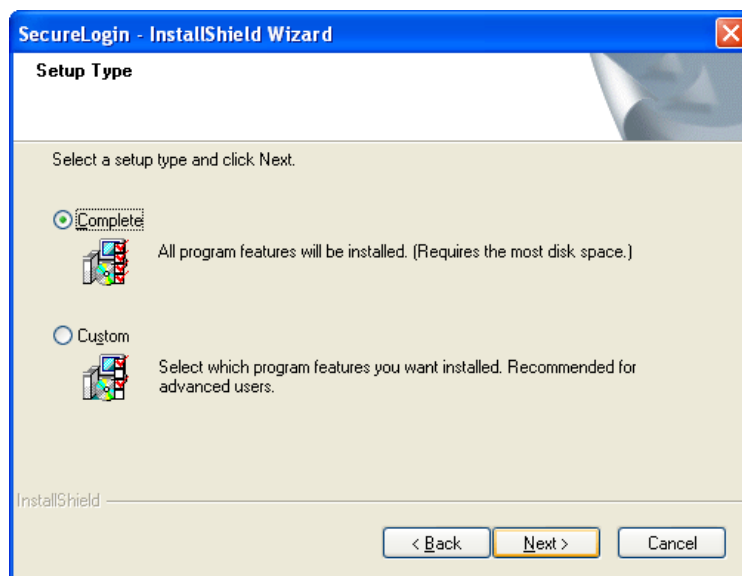 SecureLogin - InstallShield Wizard
Setup Type
Select a setup type and click Next.
Complete
All program features will be installed. (Requires the most disk space.)
Custom
Select which program features you want installed. Recommended for
advanced users.
InstallShield
< Back
Next >
Cancel